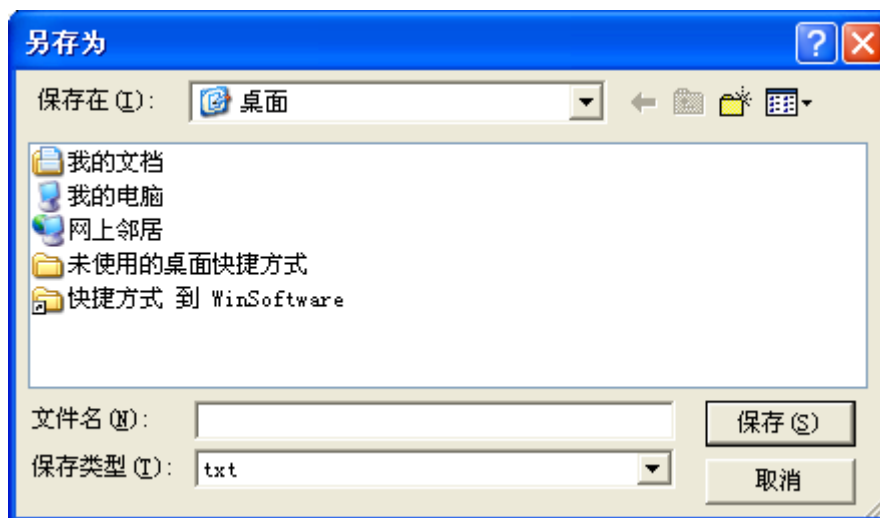 另存为
保存在(I): 桌面
我的文档
我的电脑
网上邻居
未使用的桌面快捷方式
快捷方式 到 WinSoftware
文件名(N): 保存(S)
保存类型(T): txt 取消